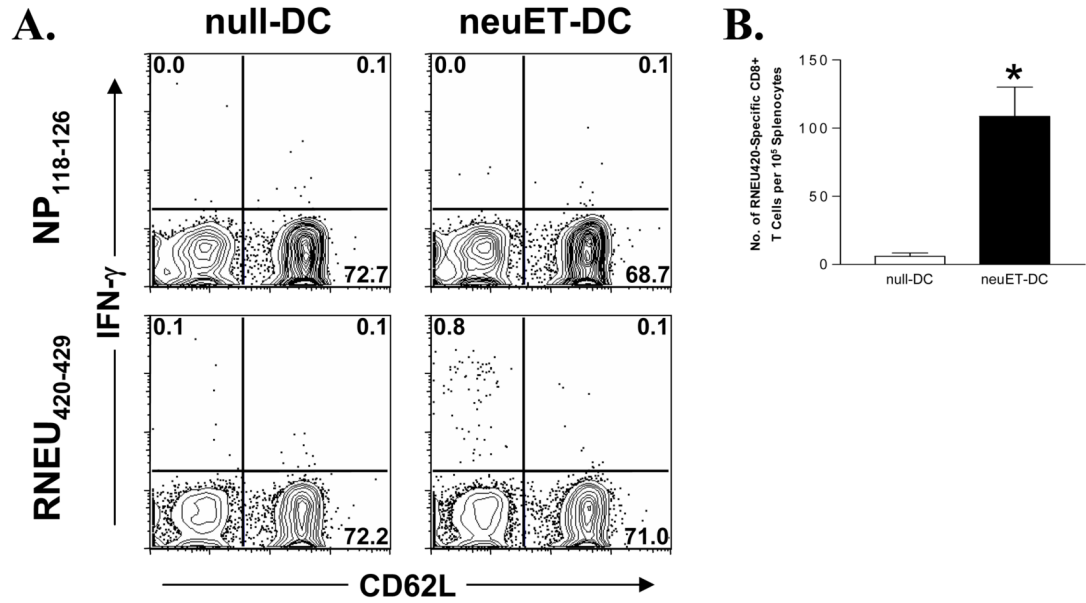 A.
null-DC
neuET-DC
B.
NP118-126
RNEU420-429
IFN-γ
0.0
0.1
72.7
0.0
0.1
68.7
0.1
0.1
72.2
0.8
0.1
71.0
CD62L
No. of RNEU420-Specific CD8+
T Cells per 10⁵ Splenocytes
150
100
50
0
*
null-DC
neuET-DC